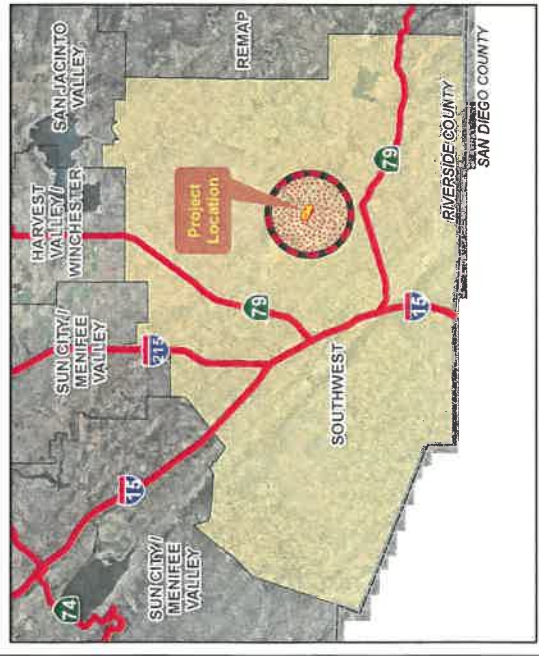 SAN JACINTO
VALLEY
HARVEST
VALLEY /
WINCHESTER
REMAP
SUN CITY /
MENIFEE
VALLEY
215
79
Project
Location
15
74
SUN CITY /
MENIFEE
VALLEY
79
SOUTHWEST
79
15
RIVERSIDE COUNTY
SAN DIEGO COUNTY